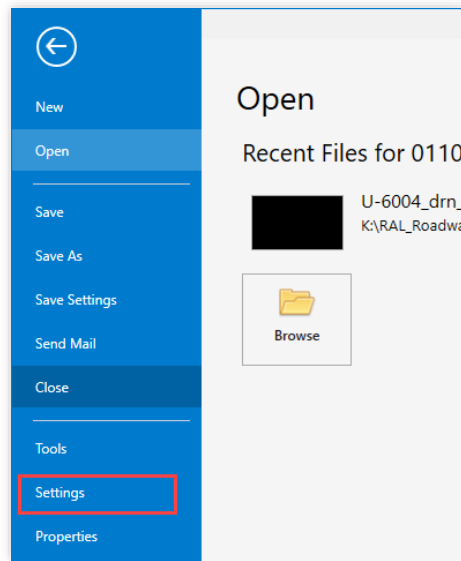 New
Open
Save
Save As
Save Settings
Send Mail
Close
Tools
Settings
Properties
Open
Recent Files for 0110
U-6004_drn_
K:\RAL_Roadwa
Browse